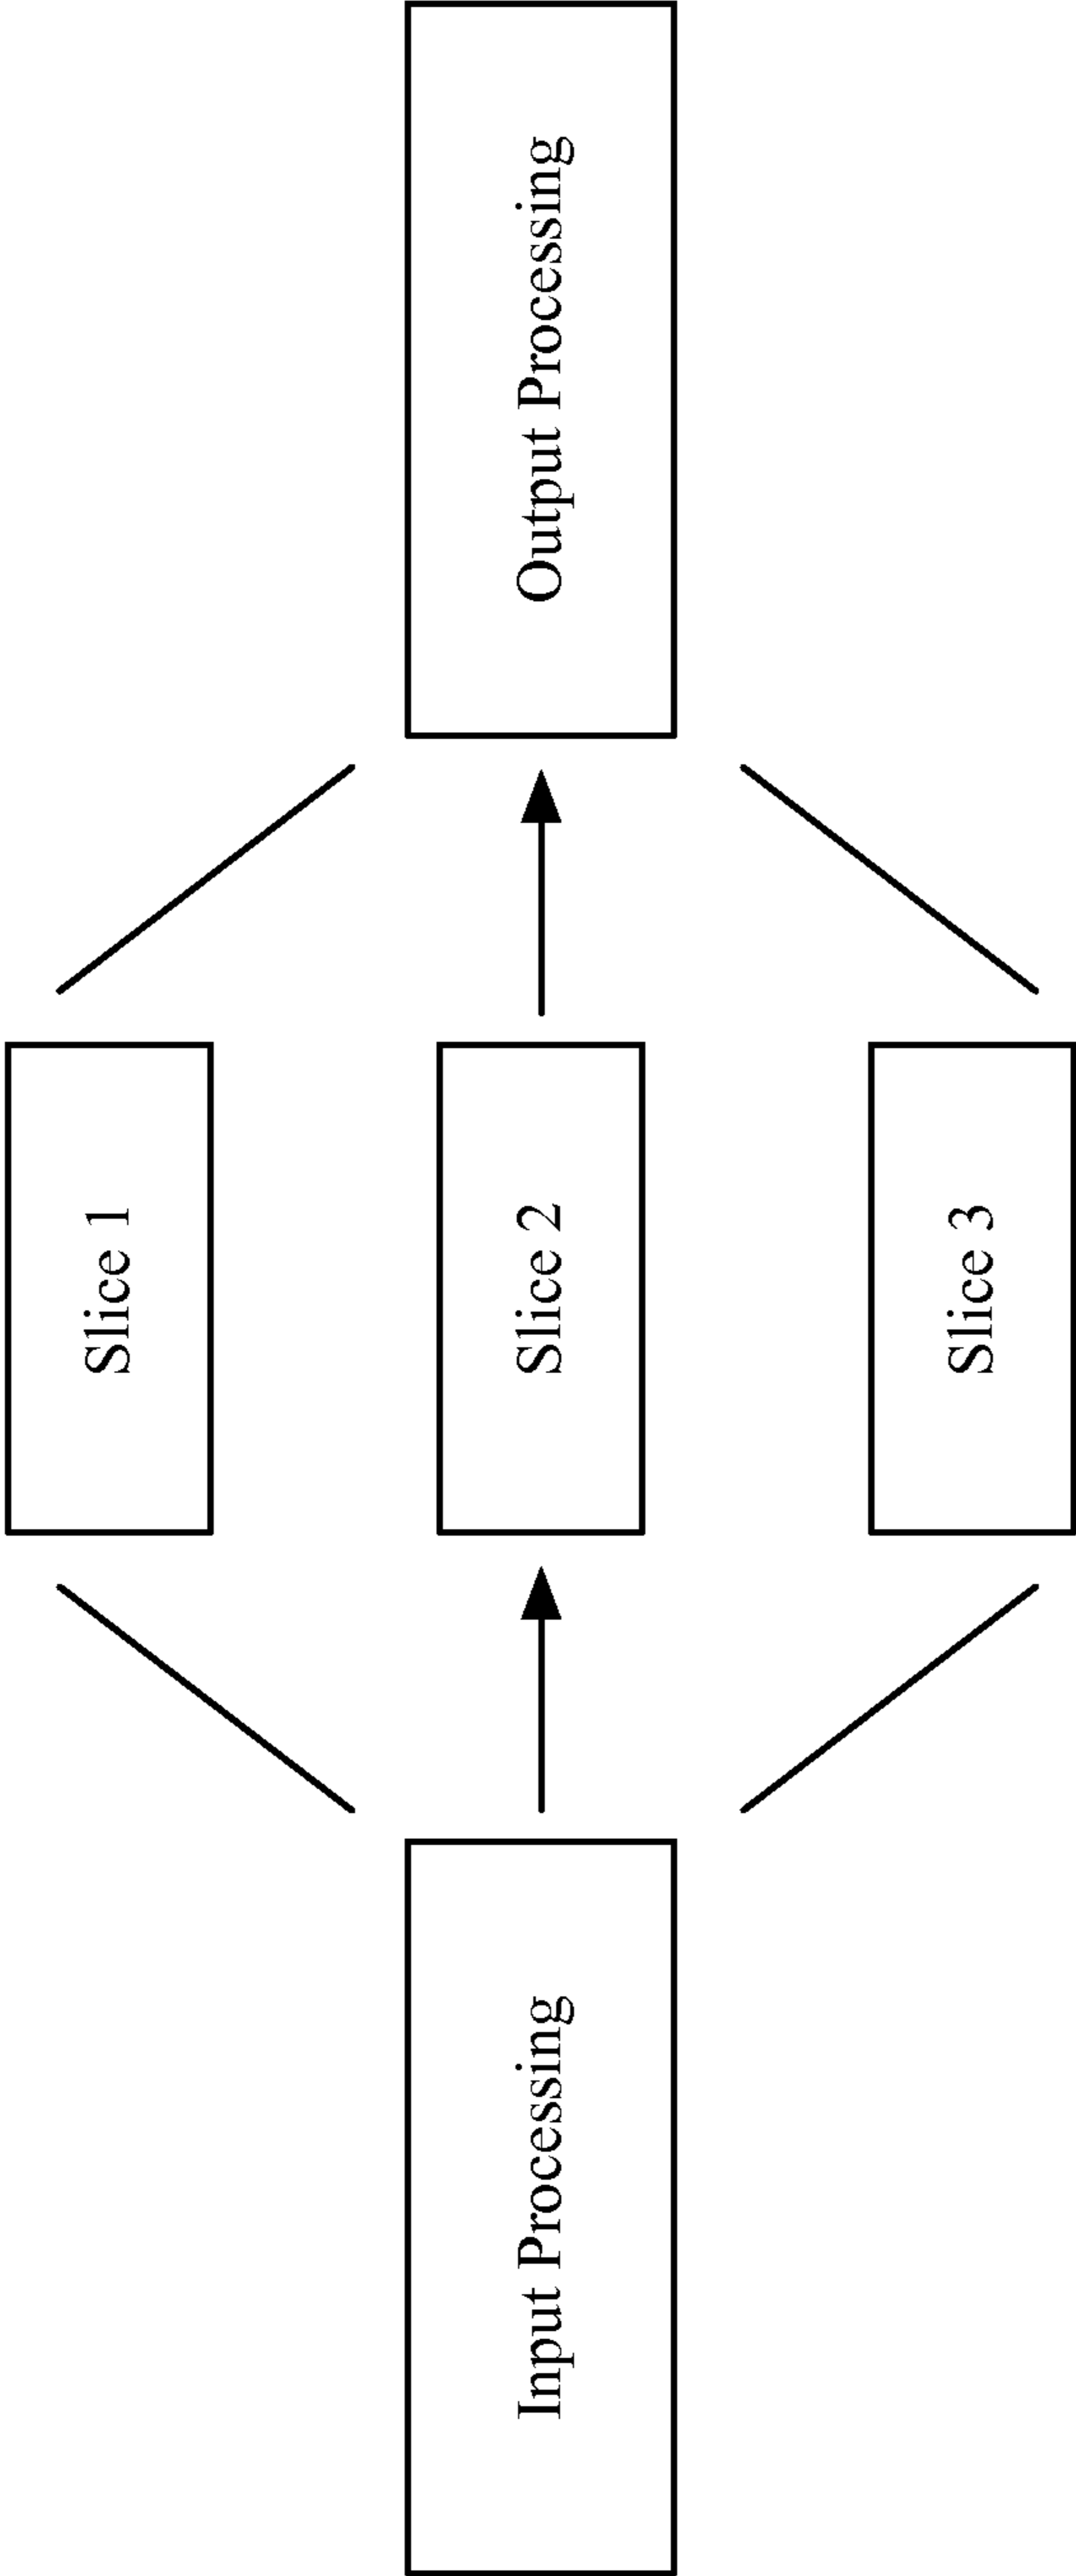 Input Processing
Slice 1
Slice 2
Slice 3
Output Processing